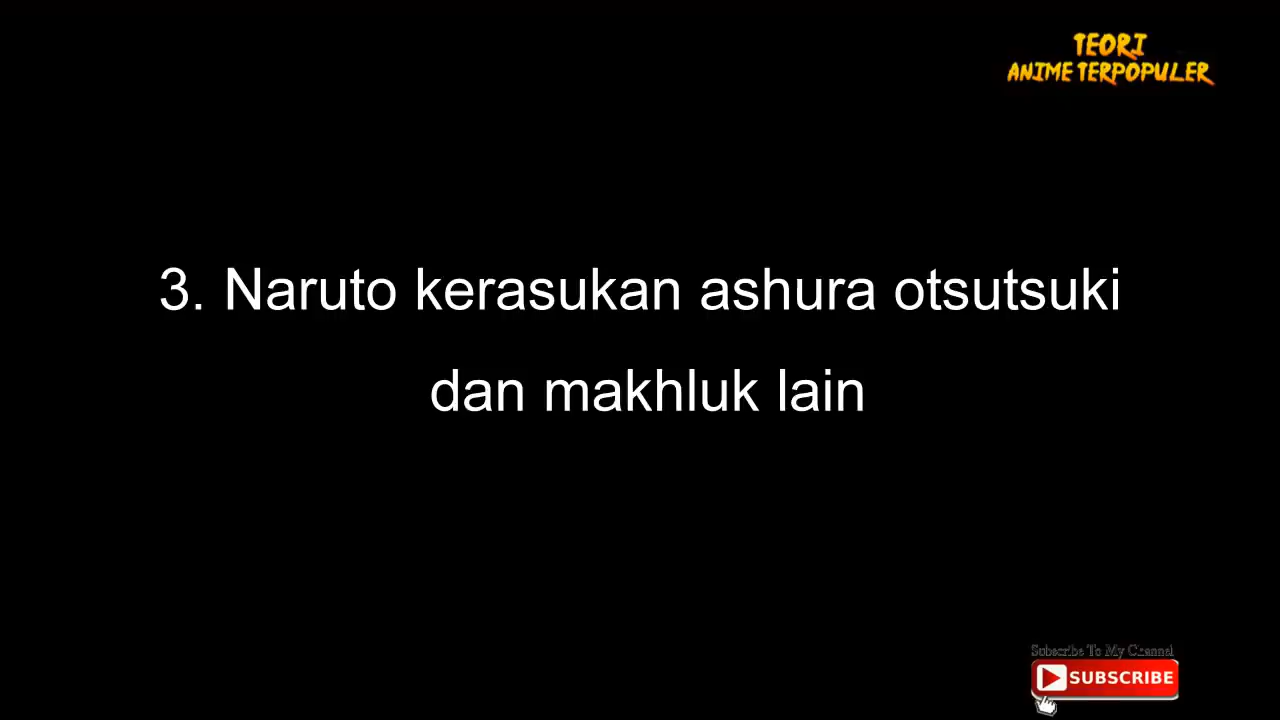 TEORI
ANIME TERPOPULER
3. Naruto kerasukan ashura otsutsuki
dan makhluk lain
Subscribe To My Channel
SUBSCRIBE